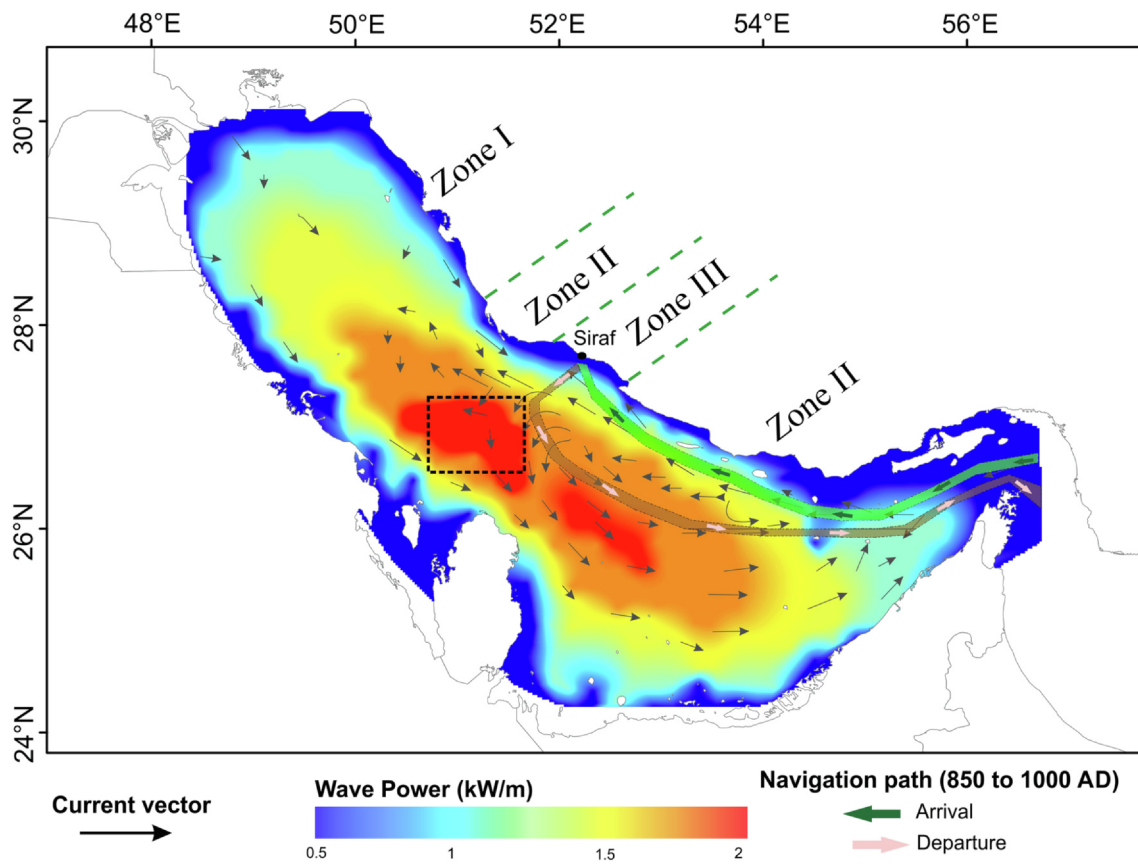 48°E 50°E 52°E 54°E 56°E
30°N
28°N
26°N
24°N
Zone I
Zone II
Zone III
Siraf
Zone II
Current vector
Wave Power (kW/m)
0.5 1 1.5 2
Navigation path (850 to 1000 AD)
Arrival
Departure